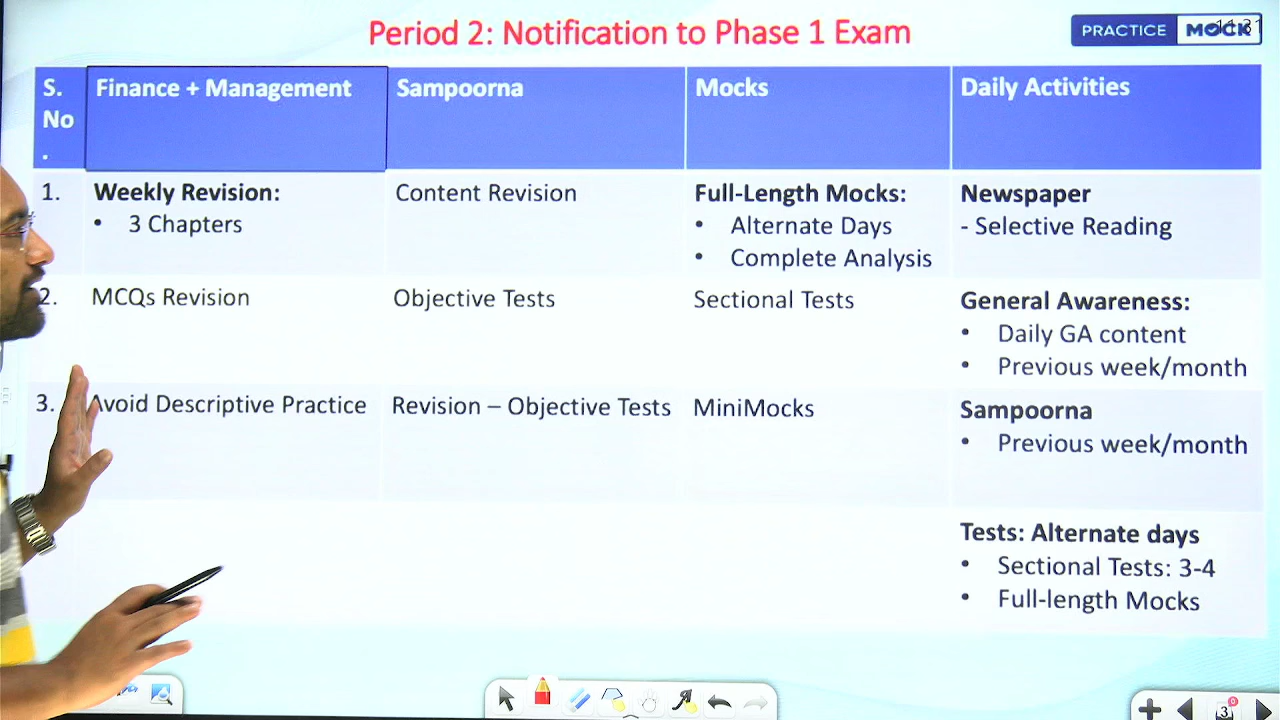 Period 2: Notification to Phase 1 Exam
PRACTICE MOCK
S. No . Finance + Management Sampoorna Mocks Daily Activities
1. Weekly Revision: Content Revision Full-Length Mocks: Newspaper
• 3 Chapters • Alternate Days - Selective Reading
• Complete Analysis
2. MCQs Revision Objective Tests Sectional Tests General Awareness:
• Daily GA content
• Previous week/month
3. Avoid Descriptive Practice Revision – Objective Tests MiniMocks Sampoorna
• Previous week/month
Tests: Alternate days
• Sectional Tests: 3-4
• Full-length Mocks
3